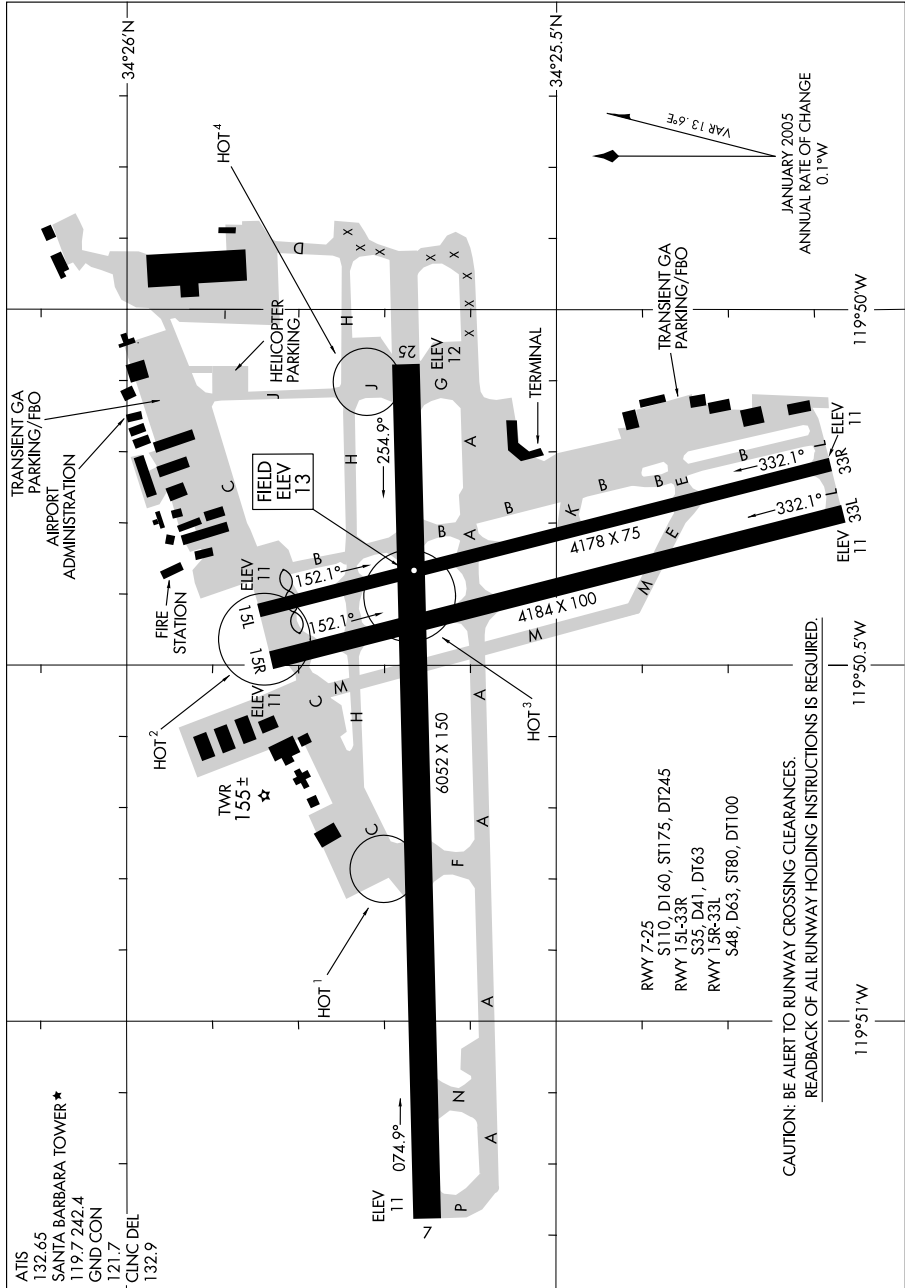 ATIS
132.65
SANTA BARBARA TOWER★
119.7 242.4
GND CON
121.7
CLNC DEL
132.9
34°26'N
34°25.5'N
HOT 4
VAR 13.6°E
JANUARY 2005
ANNUAL RATE OF CHANGE
0.1°W
TRANSIENT GA
PARKING/FBO
AIRPORT
ADMINISTRATION
FIRE
STATION
HELICOPTER
PARKING
D
X
X
X
X
X
X
X
X
H
J
J
H
C
25
ELEV
12
G
A
254.9°
FIELD
ELEV
13
TERMINAL
TRANSIENT GA
PARKING/FBO
119°50'W
HOT 2
15L
ELEV
11
152.1°
B
152.1°
15R
ELEV
11
B
A
B
K
B
B
E
B
L
332.1°
33R
ELEV
11
L
332.1°
33L
ELEV
11
4178 X 75
4184 X 100
E
M
M
M
C
H
119°50.5'W
HOT 3
TWR
155±
C
6052 X 150
A
A
F
HOT 1
RWY 7-25
S110, D160, ST175, DT245
RWY 15L-33R
S35, D41, DT63
RWY 15R-33L
S48, D63, ST80, DT100
A
N
A
119°51'W
074.9°
ELEV
11
7
P
CAUTION: BE ALERT TO RUNWAY CROSSING CLEARANCES.
READBACK OF ALL RUNWAY HOLDING INSTRUCTIONS IS REQUIRED.